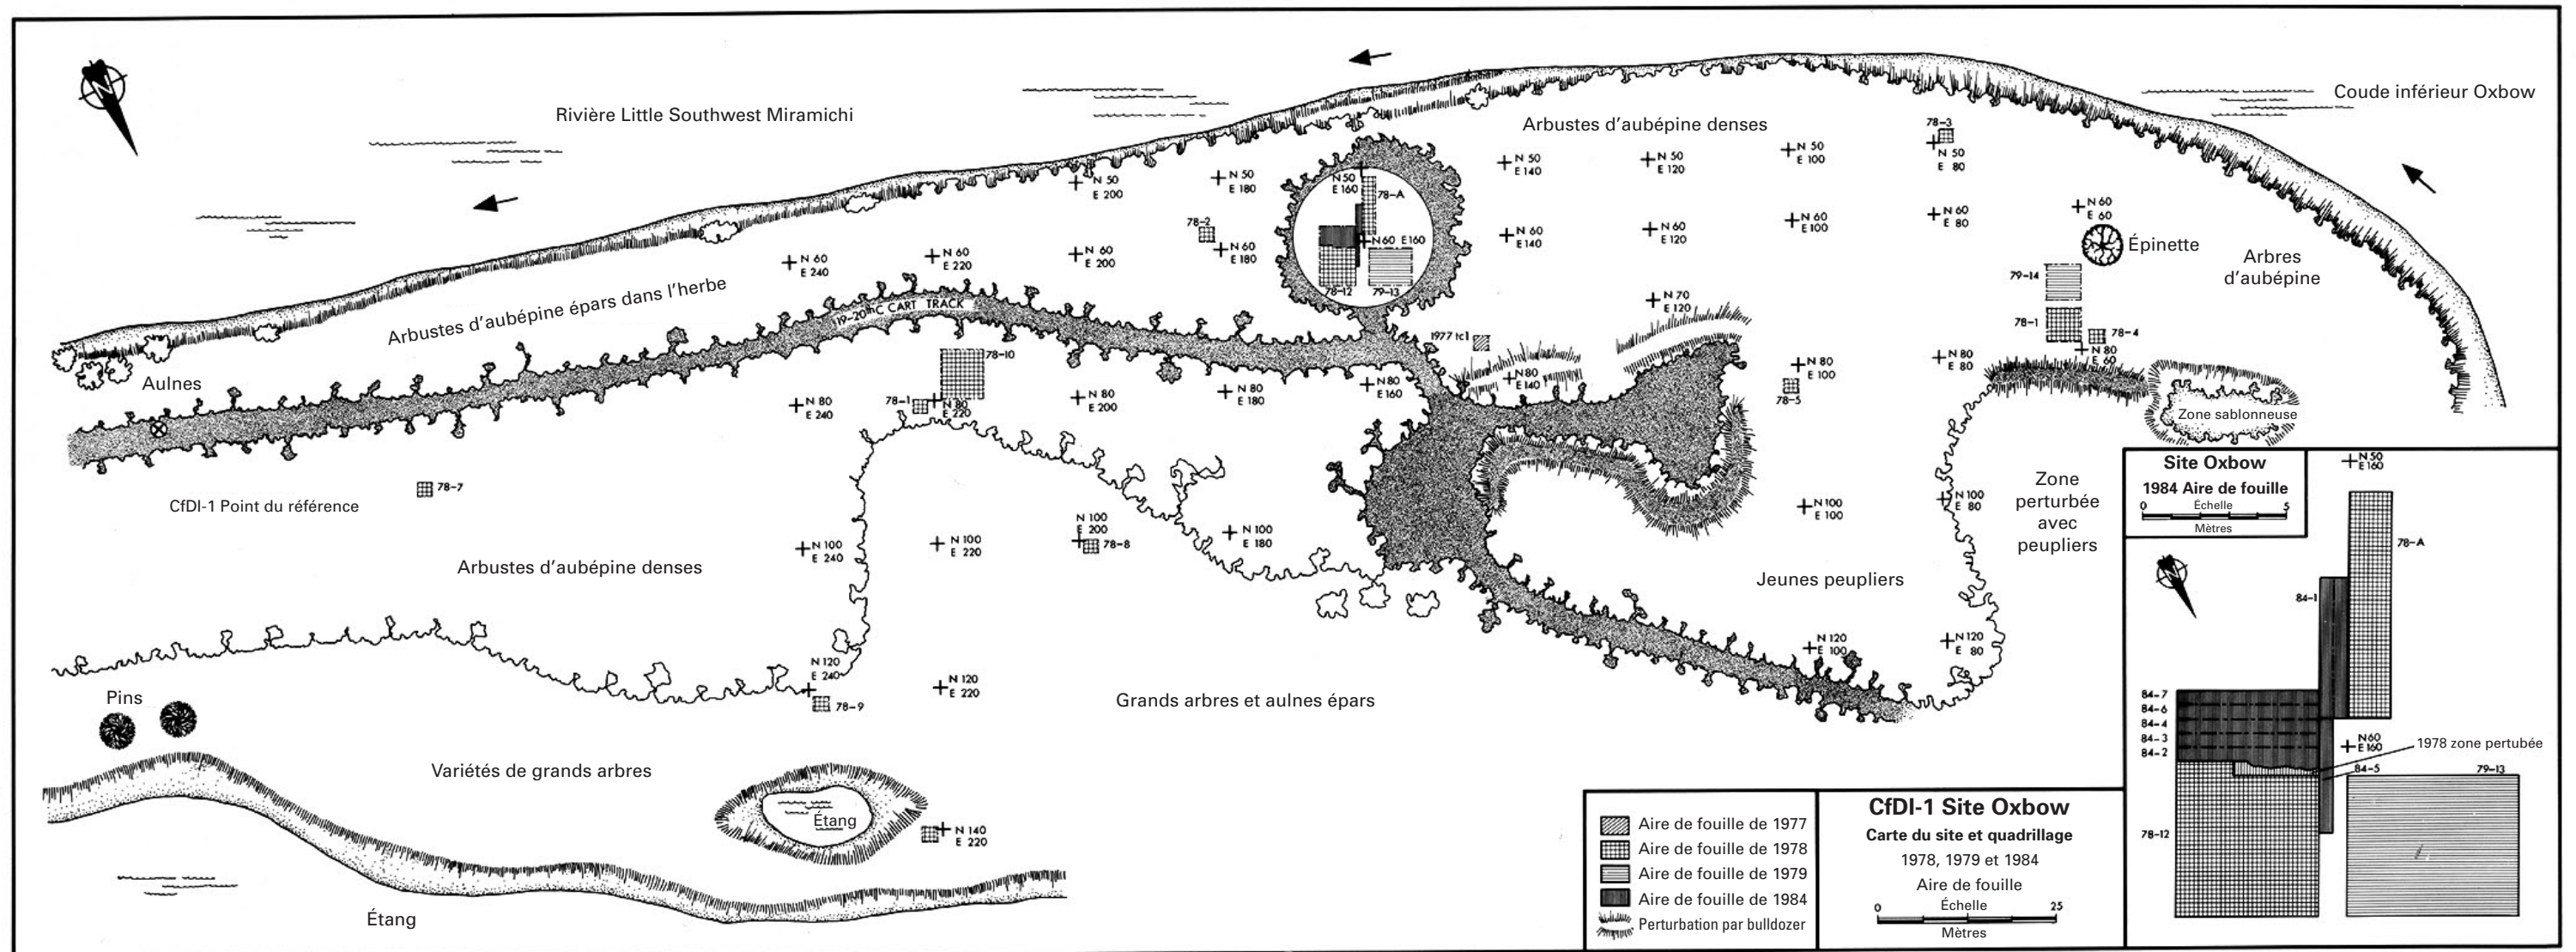 N
Rivière Little Southwest Miramichi
Coude inférieur Oxbow
Arbustes d'aubépine denses
78-3
N 50
E 80
N 50
E 100
N 50
E 120
N 50
E140
N 50
E160
78-A
N 50
E 180
N 50
E 200
78-2
N 60
E 60
Épinette
Arbres
d'aubépine
N 60
E 80
N 60
E100
N 60
E 120
N 60
E140
N60 E160
78-12
79-13
N 60
E180
N 60
E 200
N 60
E 220
N 60
E 240
79-14
78-1
78-4
N 80
E 60
N 70
E 120
1977 tc1
Arbustes d'aubépine épars dans l'herbe
19-20thC CART TRACK
Aulnes
78-10
78-1
N 80
E 220
N 80
E 240
N 80
E 200
N 80
E 180
N 80
E 160
N 80
E140
N 80
E 100
78-5
N 80
E 80
Zone sablonneuse
CfDI-1 Point du référence
78-7
N 100
E 240
N 100
E 220
N 100
E 200
78-8
N 100
E 180
N 100
E 100
N 100
E 80
Zone
perturbée
avec
peupliers
Arbustes d'aubépine denses
Jeunes peupliers
N 120
E 100
N 120
E 80
N 120
E 240
78-9
N 120
E 220
Grands arbres et aulnes épars
Pins
Variétés de grands arbres
Étang
N 140
E 220
Étang
Site Oxbow
1984 Aire de fouille
0 Échelle 5
Mètres
N 50
E 160
78-A
84-1
84-7
84-6
84-4
84-3
84-2
N60
E160
1978 zone pertubée
84-5
79-13
78-12
Aire de fouille de 1977
Aire de fouille de 1978
Aire de fouille de 1979
Aire de fouille de 1984
Perturbation par bulldozer
CfDI-1 Site Oxbow
Carte du site et quadrillage
1978, 1979 et 1984
Aire de fouille
0 Échelle 25
Mètres